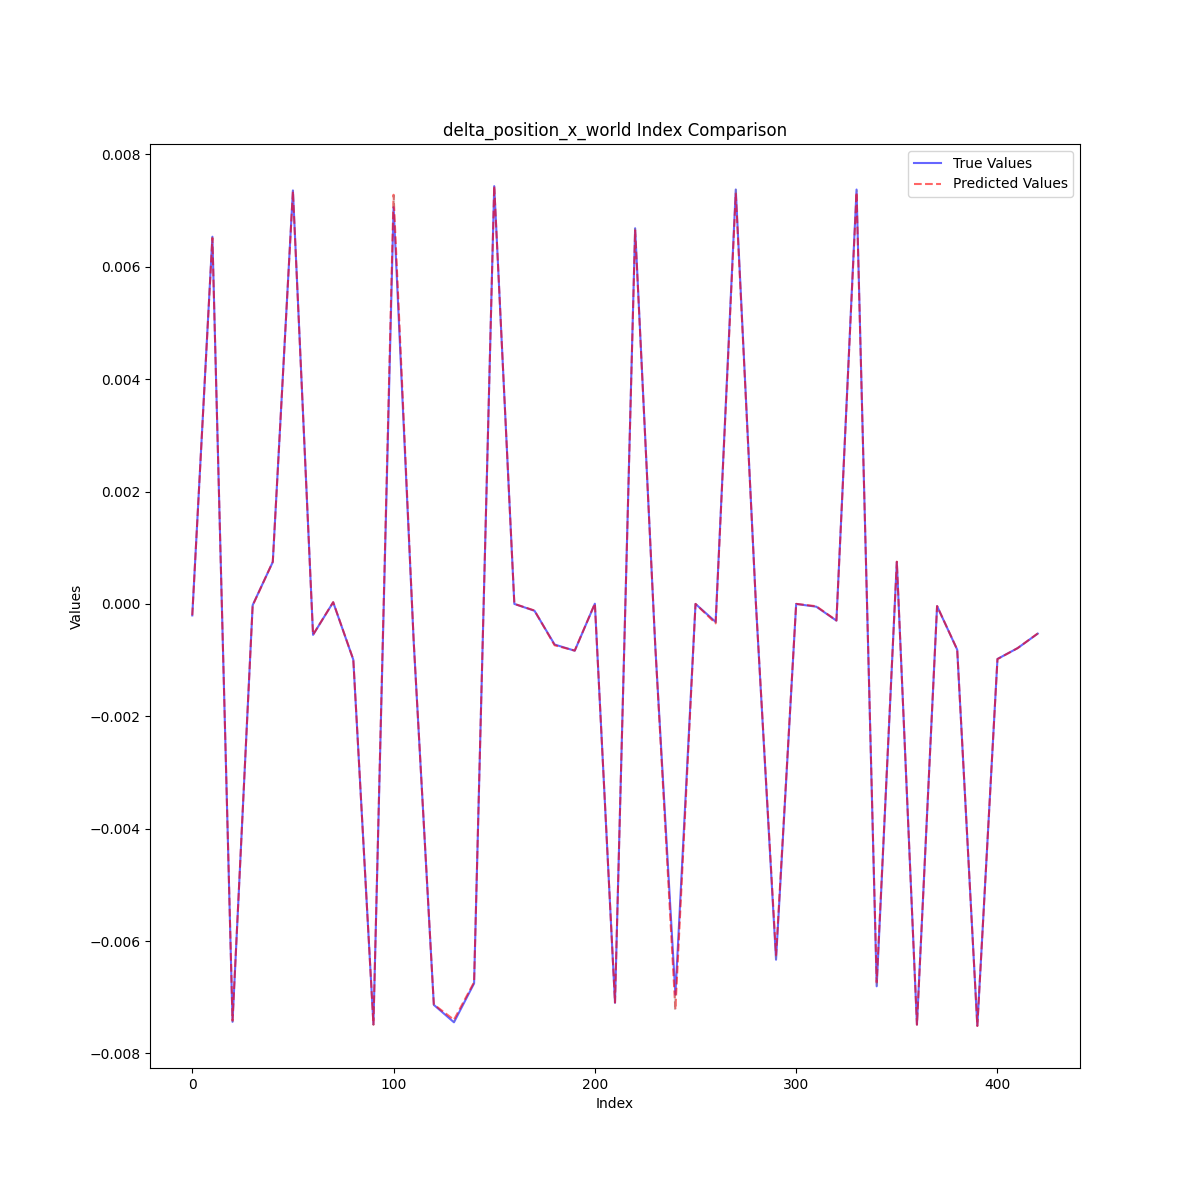 delta_position_x_world Index Comparison
True Values
Predicted Values
Values
0.008
0.006
0.004
0.002
0.000
−0.002
−0.004
−0.006
−0.008
0
100
200
300
400
Index